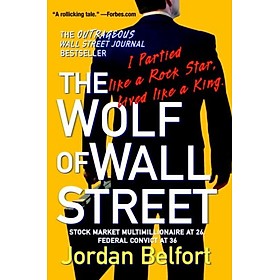 "A rollicking tale."—Forbes.com
THE OUTRAGEOUS
WALL STREET JOURNAL
BESTSELLER
I Partied
like a Rock Star,
lived like a King.
THE
WOLF
OF WALL
STREET
STOCK MARKET MULTIMILLIONAIRE AT 26
FEDERAL CONVICT AT 36
Jordan Belfort